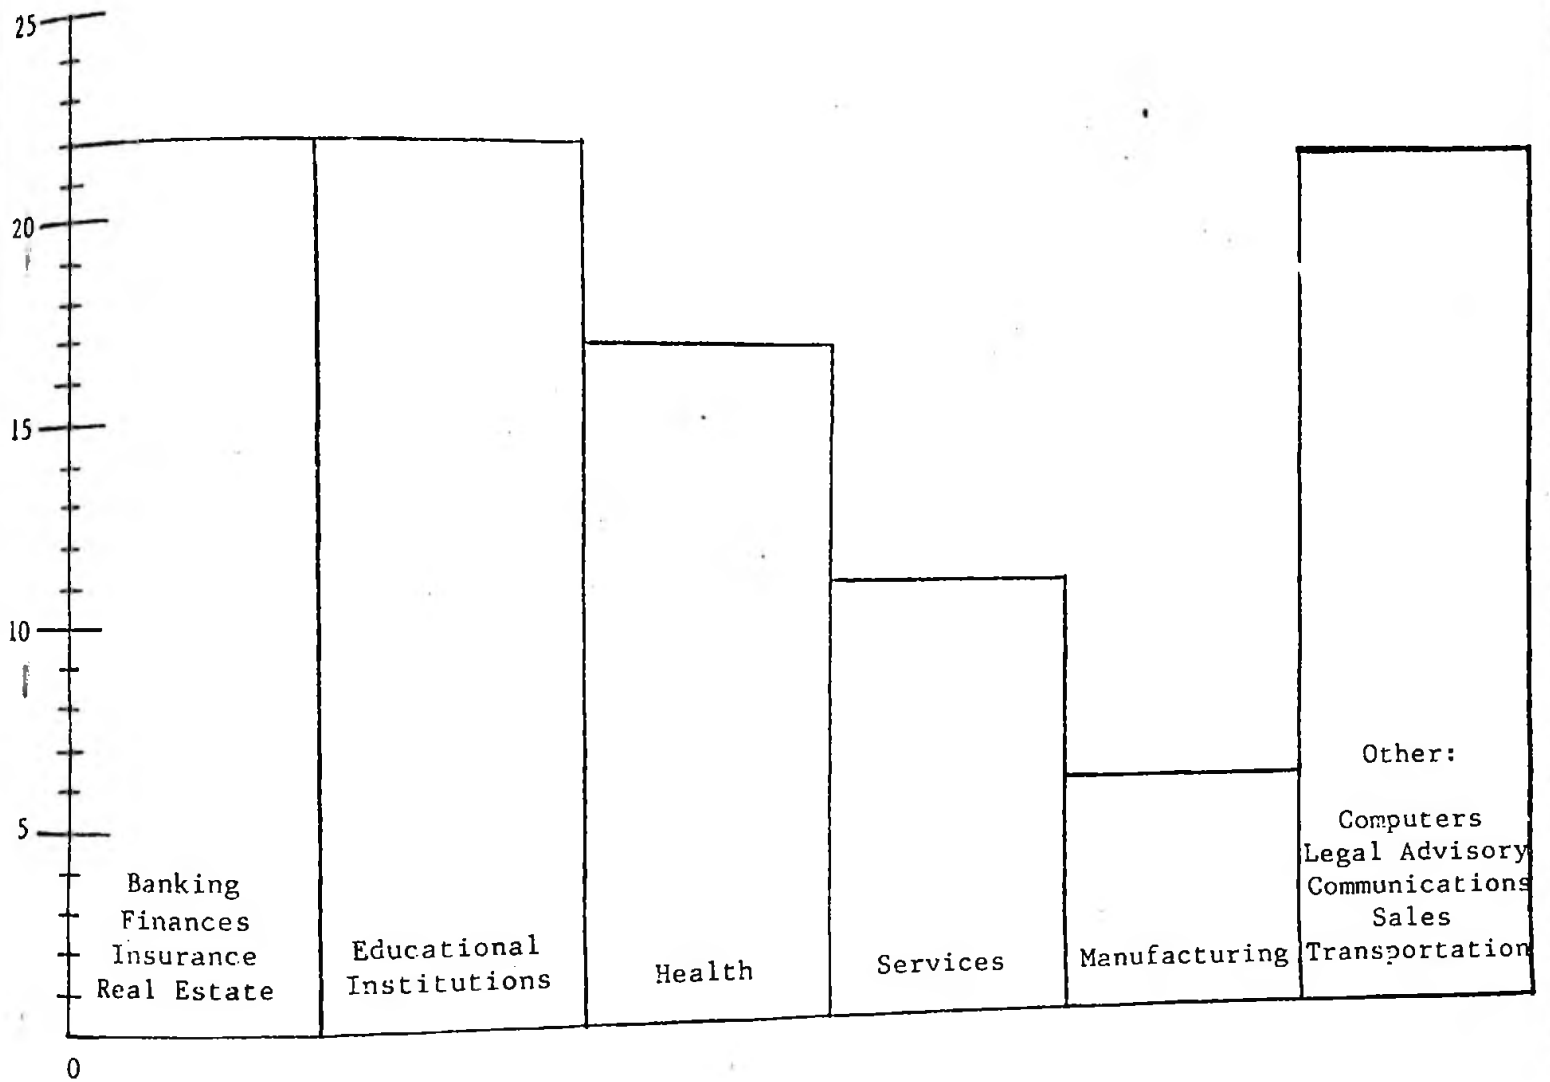 25
20
15
10
5
0
Banking
Finances
Insurance
Real Estate
Educational
Institutions
Health
Services
Manufacturing
Other:
Computers
Legal Advisory
Communications
Sales
Transportation